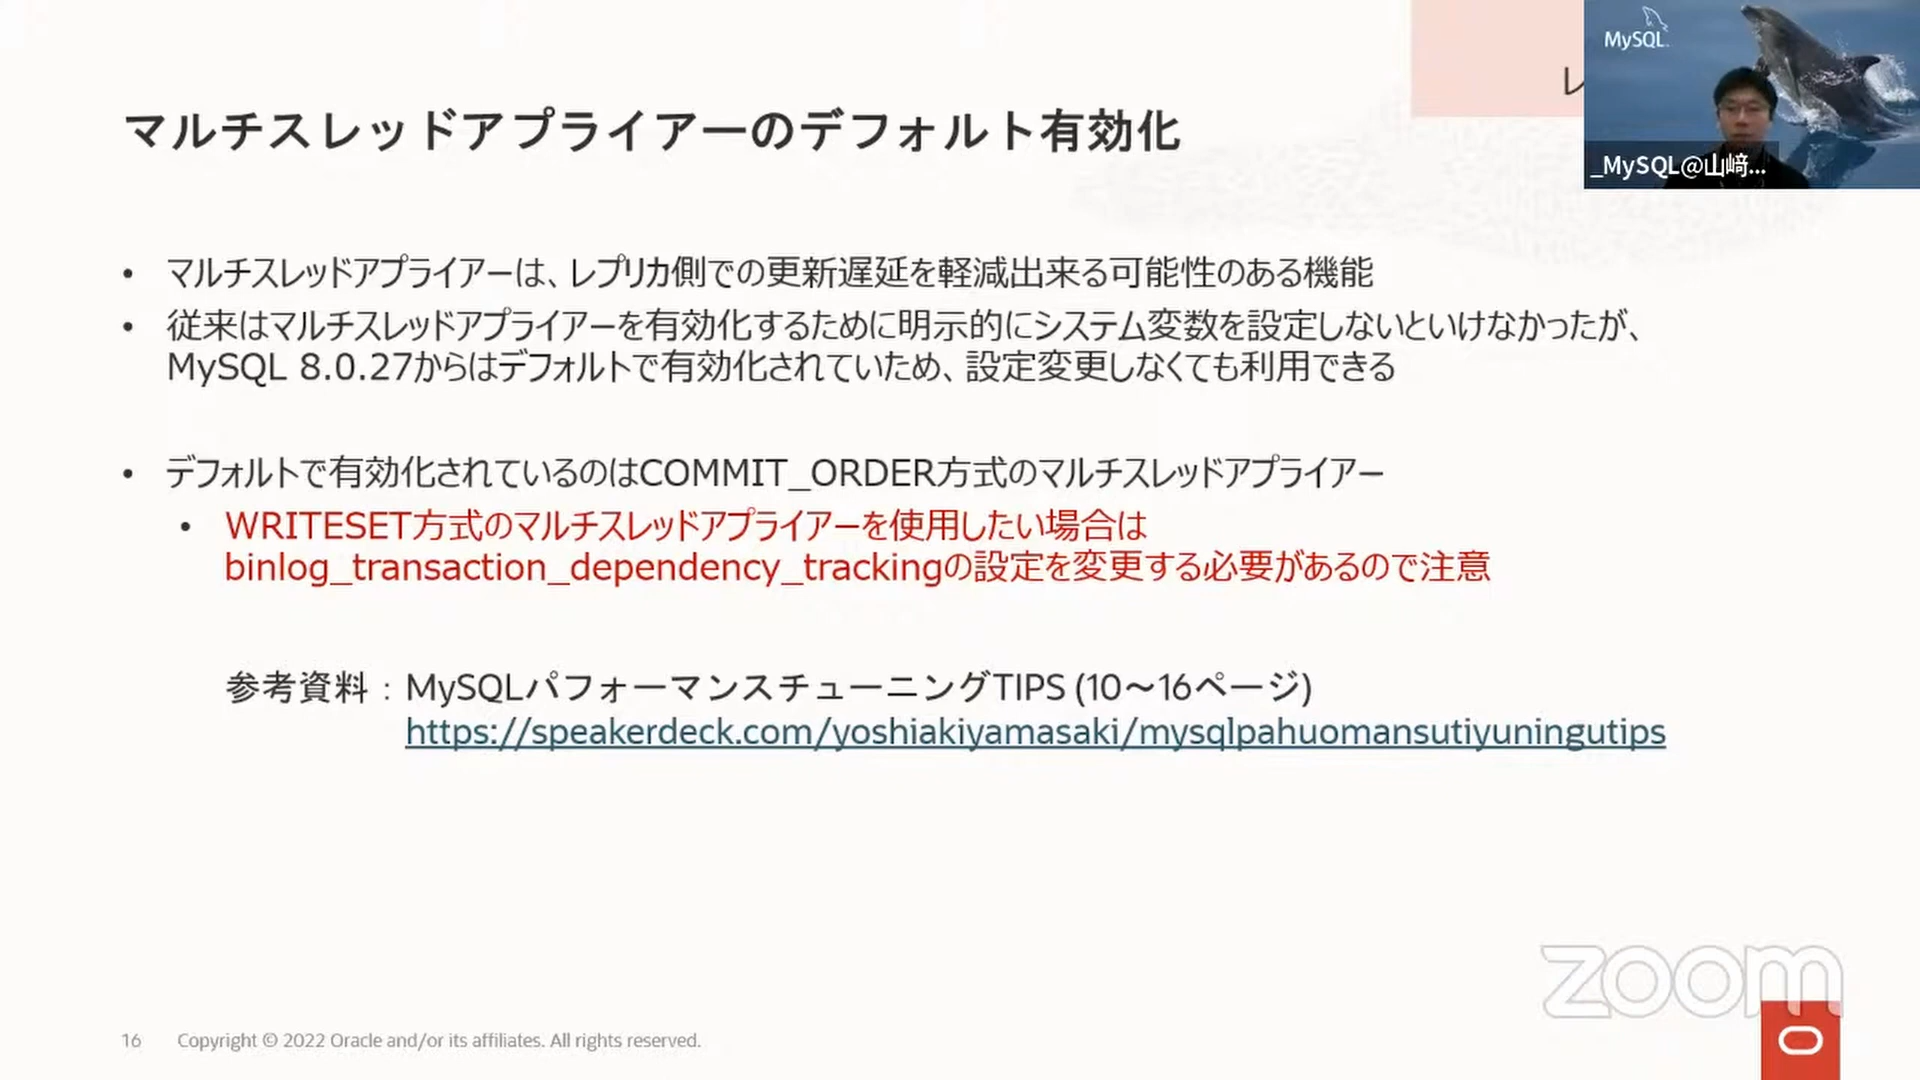 レ
MySQL
_MySQL@山﨑...
マルチスレッドアプライアーのデフォルト有効化
• マルチスレッドアプライアーは、レプリカ側での更新遅延を軽減出来る可能性のある機能
• 従来はマルチスレッドアプライアーを有効化するために明示的にシステム変数を設定しないといけなかったが、
MySQL 8.0.27からはデフォルトで有効化されていため、設定変更しなくても利用できる
• デフォルトで有効化されているのはCOMMIT_ORDER方式のマルチスレッドアプライアー
• WRITESET方式のマルチスレッドアプライアーを使用したい場合は
binlog_transaction_dependency_trackingの設定を変更する必要があるので注意
参考資料：MySQLパフォーマンスチューニングTIPS (10～16ページ)
https://speakerdeck.com/yoshiakiyamasaki/mysqlpahuomansutiyuningutips
zoom
16 Copyright © 2022 Oracle and/or its affiliates. All rights reserved.